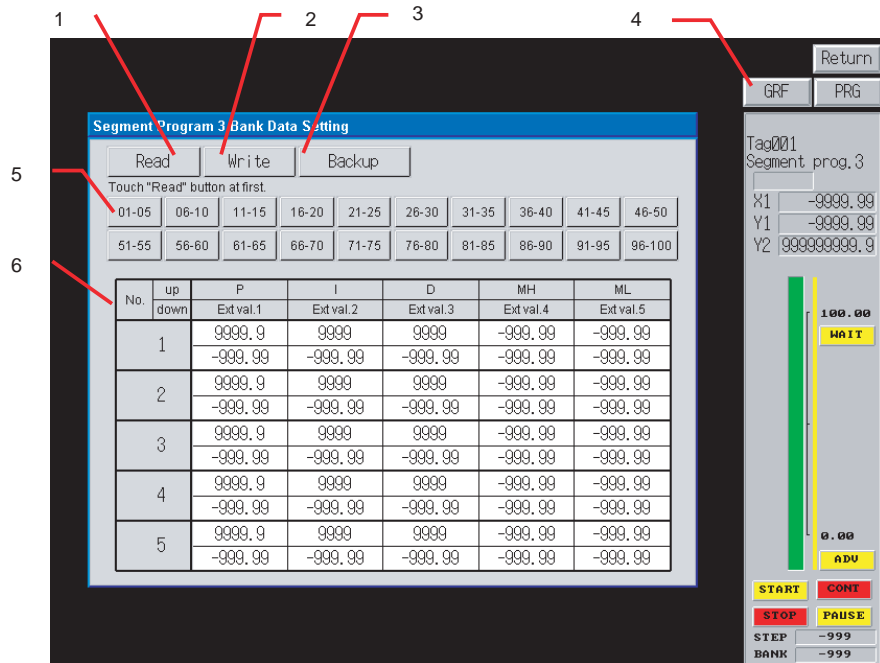 1 2 3 4
Return
GRF PRG
Segment Program 3 Bank Data Setting
Read Write Backup
Touch "Read" button at first.
5
01-05 06-10 11-15 16-20 21-25 26-30 31-35 36-40 41-45 46-50
51-55 56-60 61-65 66-70 71-75 76-80 81-85 86-90 91-95 96-100
6
No. up P I D MH ML
down Ext val.1 Ext val.2 Ext val.3 Ext val.4 Ext val.5
1 9999.9 9999 9999 -999.99 -999.99
-999.99 -999.99 -999.99 -999.99 -999.99
2 9999.9 9999 9999 -999.99 -999.99
-999.99 -999.99 -999.99 -999.99 -999.99
3 9999.9 9999 9999 -999.99 -999.99
-999.99 -999.99 -999.99 -999.99 -999.99
4 9999.9 9999 9999 -999.99 -999.99
-999.99 -999.99 -999.99 -999.99 -999.99
5 9999.9 9999 9999 -999.99 -999.99
-999.99 -999.99 -999.99 -999.99 -999.99
Tag001
Segment prog.3
X1 -9999.99
Y1 -9999.99
Y2 999999999.9
100.00
WAIT
0.00
ADV
START CONT
STOP PAUSE
STEP -999
BANK -999